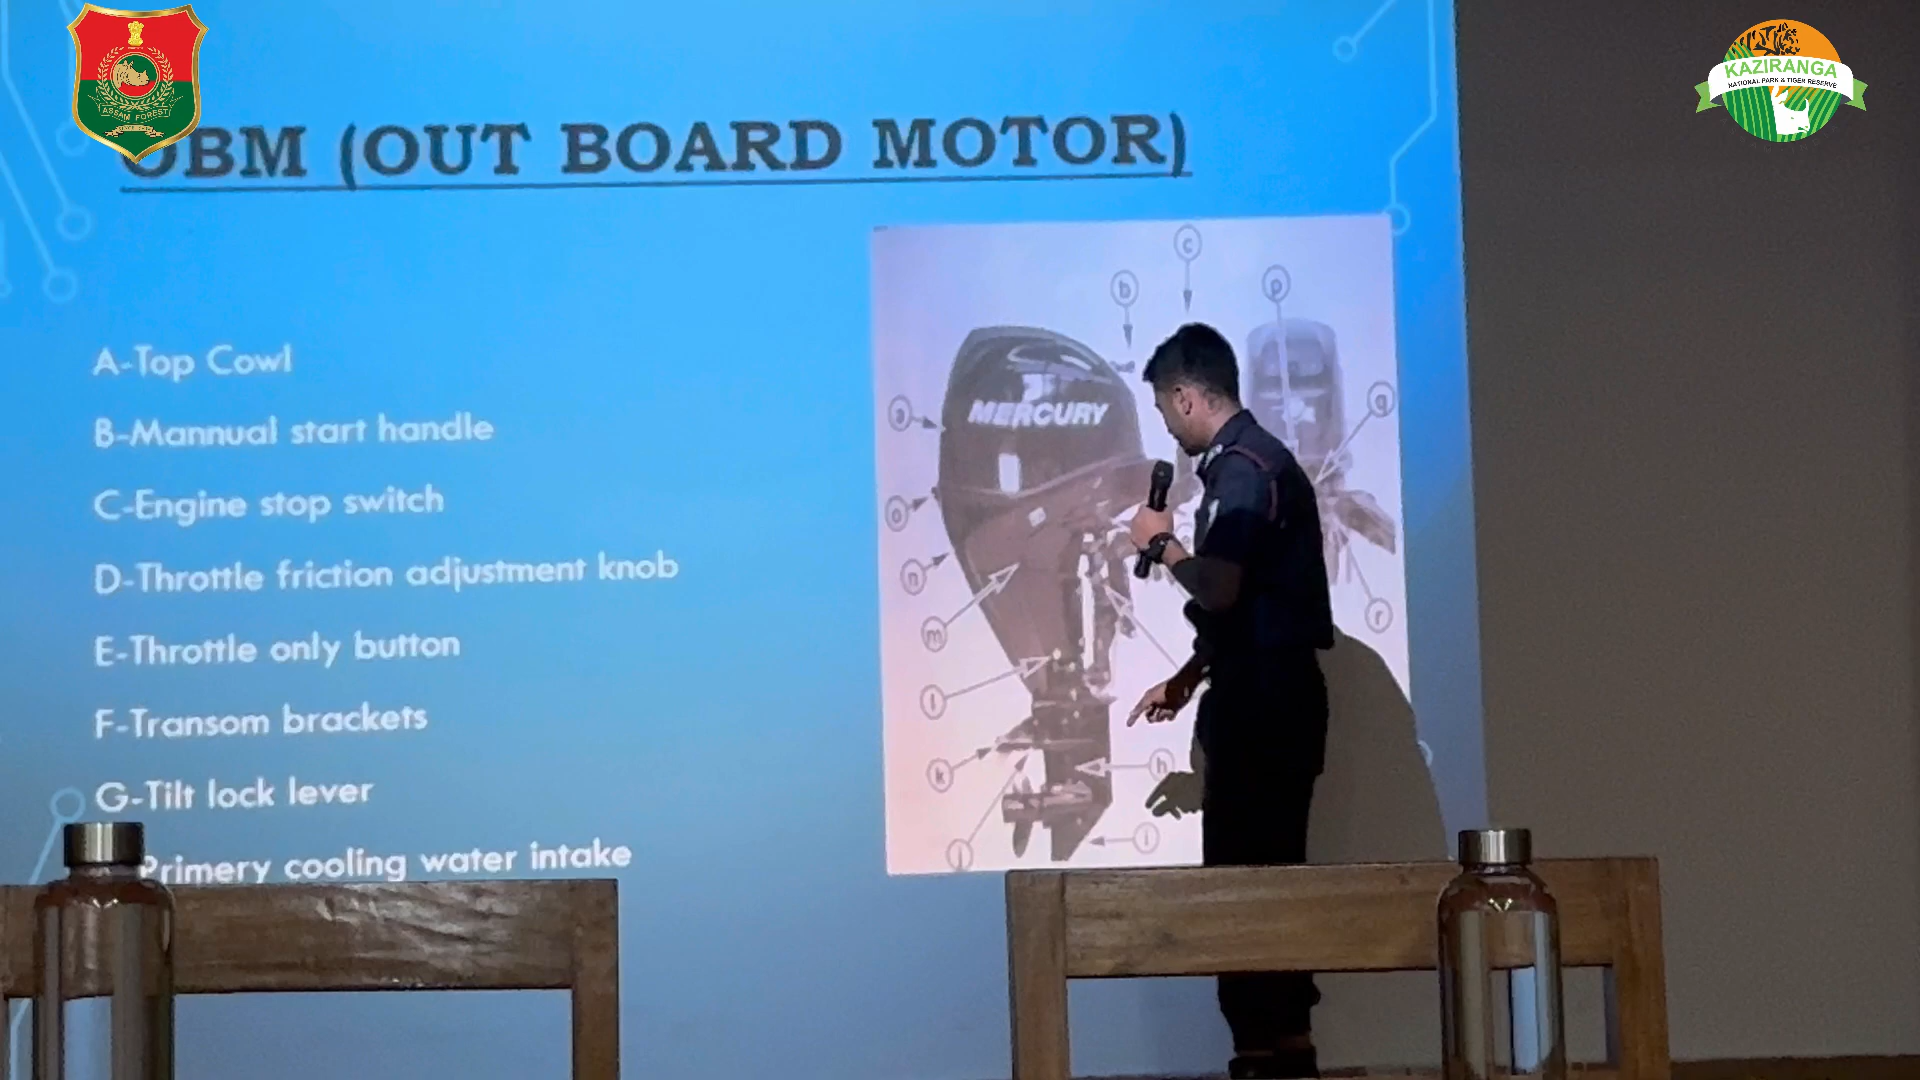 ASSAM FOREST
KAZIRANGA
NATIONAL PARK & TIGER RESERVE
OBM (OUT BOARD MOTOR)
A-Top Cowl
B-Mannual start handle
C-Engine stop switch
D-Throttle friction adjustment knob
E-Throttle only button
F-Transom brackets
G-Tilt lock lever
Primery cooling water intake
c
b
p
a
MERCURY
q
o
n
m
r
l
k
h
j
i